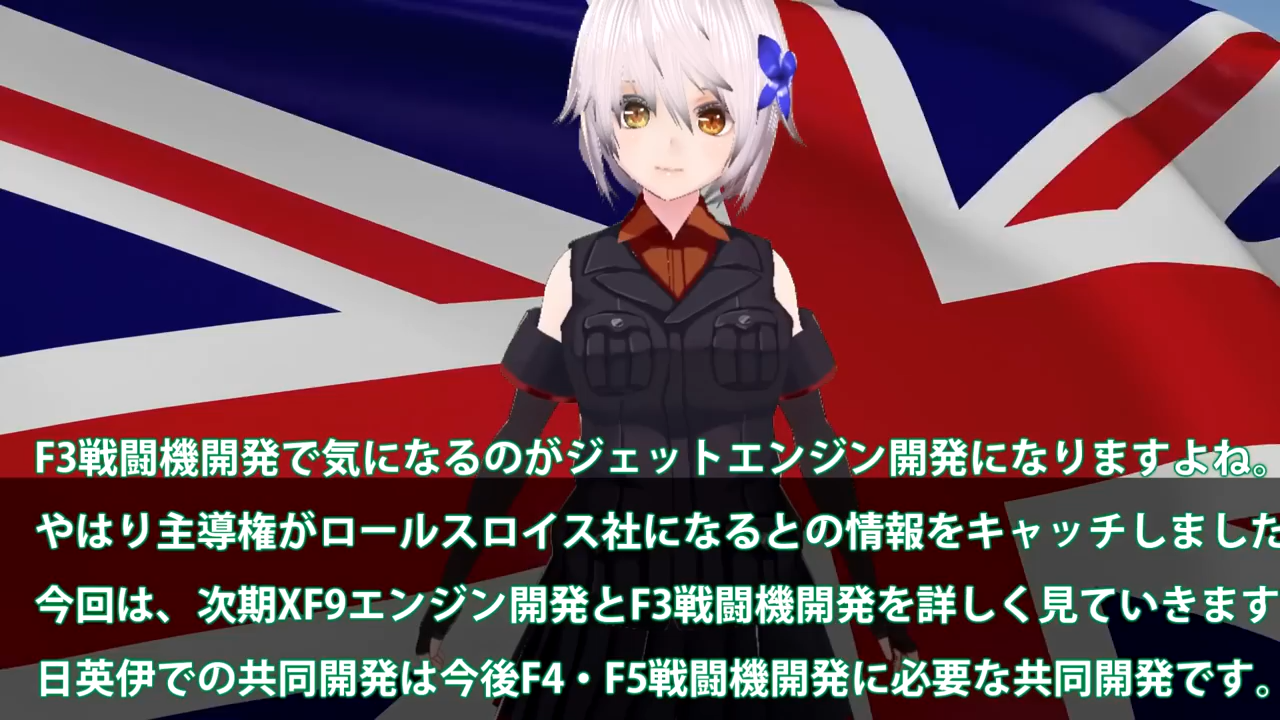 F3戦闘機開発で気になるのがジェットエンジン開発になりますよね。
やはり主導権がロールスロイス社になるとの情報をキャッチしました
今回は、次期XF9エンジン開発とF3戦闘機開発を詳しく見ていきます
日英伊での共同開発は今後F4・F5戦闘機開発に必要な共同開発です。